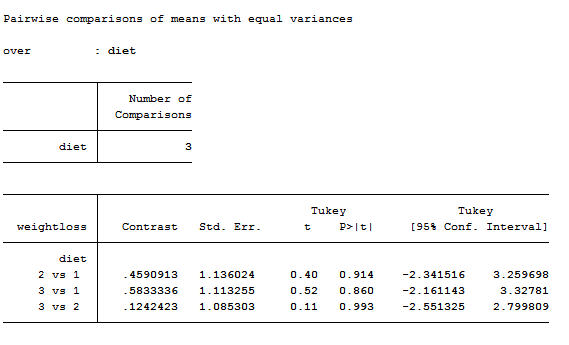 Pairwise comparisons of means with equal variances
over : diet
Number of
Comparisons
diet 3
Tukey Tukey
weightloss Contrast Std. Err. t P>|t| [95% Conf. Interval]
diet
2 vs 1 .4590913 1.136024 0.40 0.914 -2.341516 3.259698
3 vs 1 .5833336 1.113255 0.52 0.860 -2.161143 3.32781
3 vs 2 .1242423 1.085303 0.11 0.993 -2.551325 2.799809